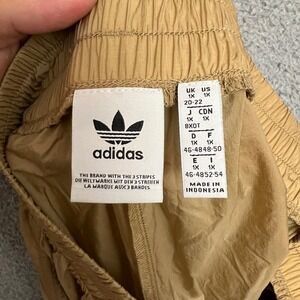 adidas
THE BRAND WITH THE 3 STRIPES
DIE WELTMARKE MIT DEN 3 STREIFEN
LA MARQUE AUX 3 BANDES
UK US
1X 1X
20-22
J CDN
1X 1X
8XOT
D F
1X 1X
46-48 48-50
E I
1X 1X
46-48 52-54
MADE IN
INDONESIA